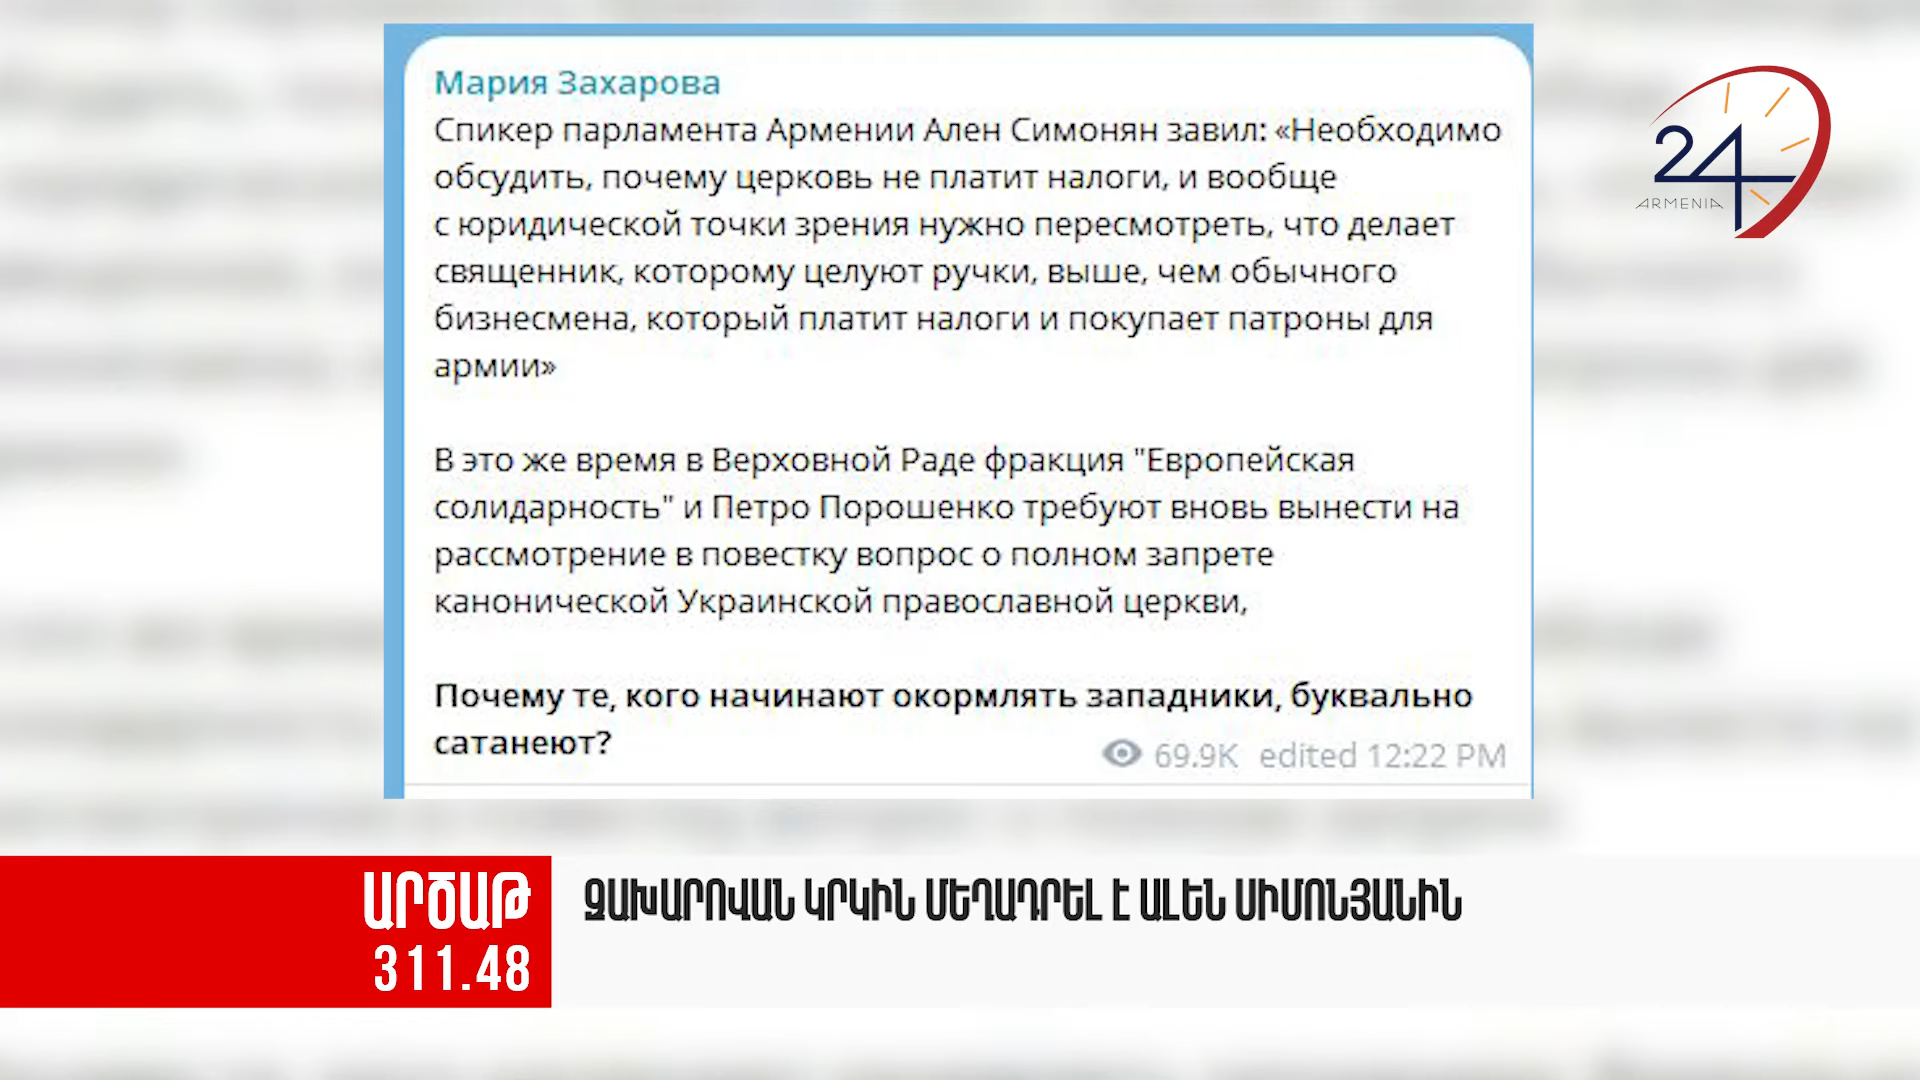 Мария Захарова
Спикер парламента Армении Ален Симонян завил: «Необходимо
обсудить, почему церковь не платит налоги, и вообще
с юридической точки зрения нужно пересмотреть, что делает
священник, которому целуют ручки, выше, чем обычного
бизнесмена, который платит налоги и покупает патроны для
армии»
В это же время в Верховной Раде фракция "Европейская
солидарность" и Петро Порошенко требуют вновь вынести на
рассмотрение в повестку вопрос о полном запрете
канонической Украинской православной церкви,
Почему те, кого начинают окормлять западники, буквально
сатанеют?
69.9K edited 12:22 PM
24
ARMENIA
ԱՐԾԱԹ
311.48
ԶԱԽԱՐՈՎԱՆ ԿՐԿԻՆ ՄԵՂԱԴՐԵԼ Է ԱԼԵՆ ՍԻՄՈՆՅԱՆԻՆ